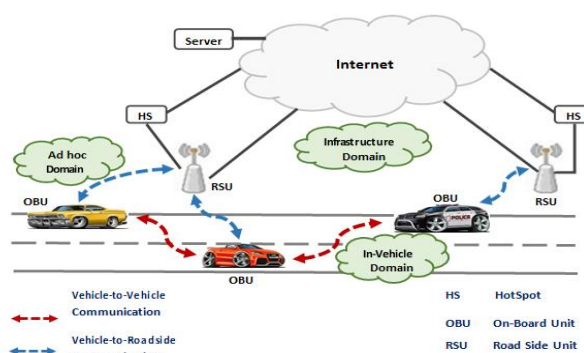 Server
Internet
HS
HS
Ad hoc
Domain
Infrastructure
Domain
RSU
OBU
OBU
RSU
POLICE
In-Vehicle
Domain
OBU
Vehicle-to-Vehicle
Communication
Vehicle-to-Roadside
HS HotSpot
OBU On-Board Unit
RSU Road Side Unit